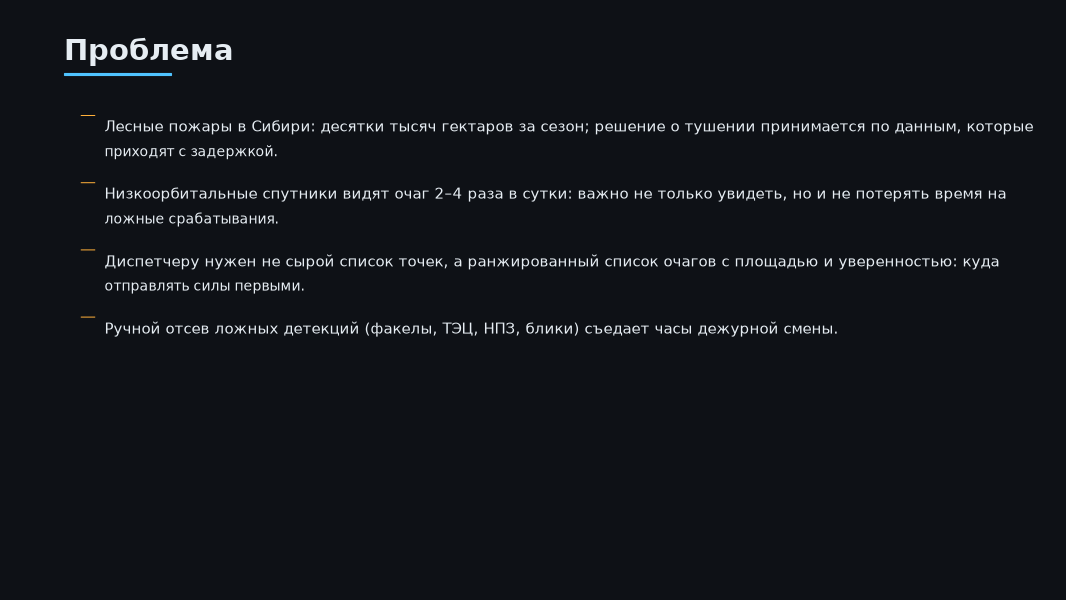 Проблема
— Лесные пожары в Сибири: десятки тысяч гектаров за сезон; решение о тушении принимается по данным, которые
приходят с задержкой.
— Низкоорбитальные спутники видят очаг 2–4 раза в сутки: важно не только увидеть, но и не потерять время на
ложные срабатывания.
— Диспетчеру нужен не сырой список точек, а ранжированный список очагов с площадью и уверенностью: куда
отправлять силы первыми.
— Ручной отсев ложных детекций (факелы, ТЭЦ, НПЗ, блики) съедает часы дежурной смены.